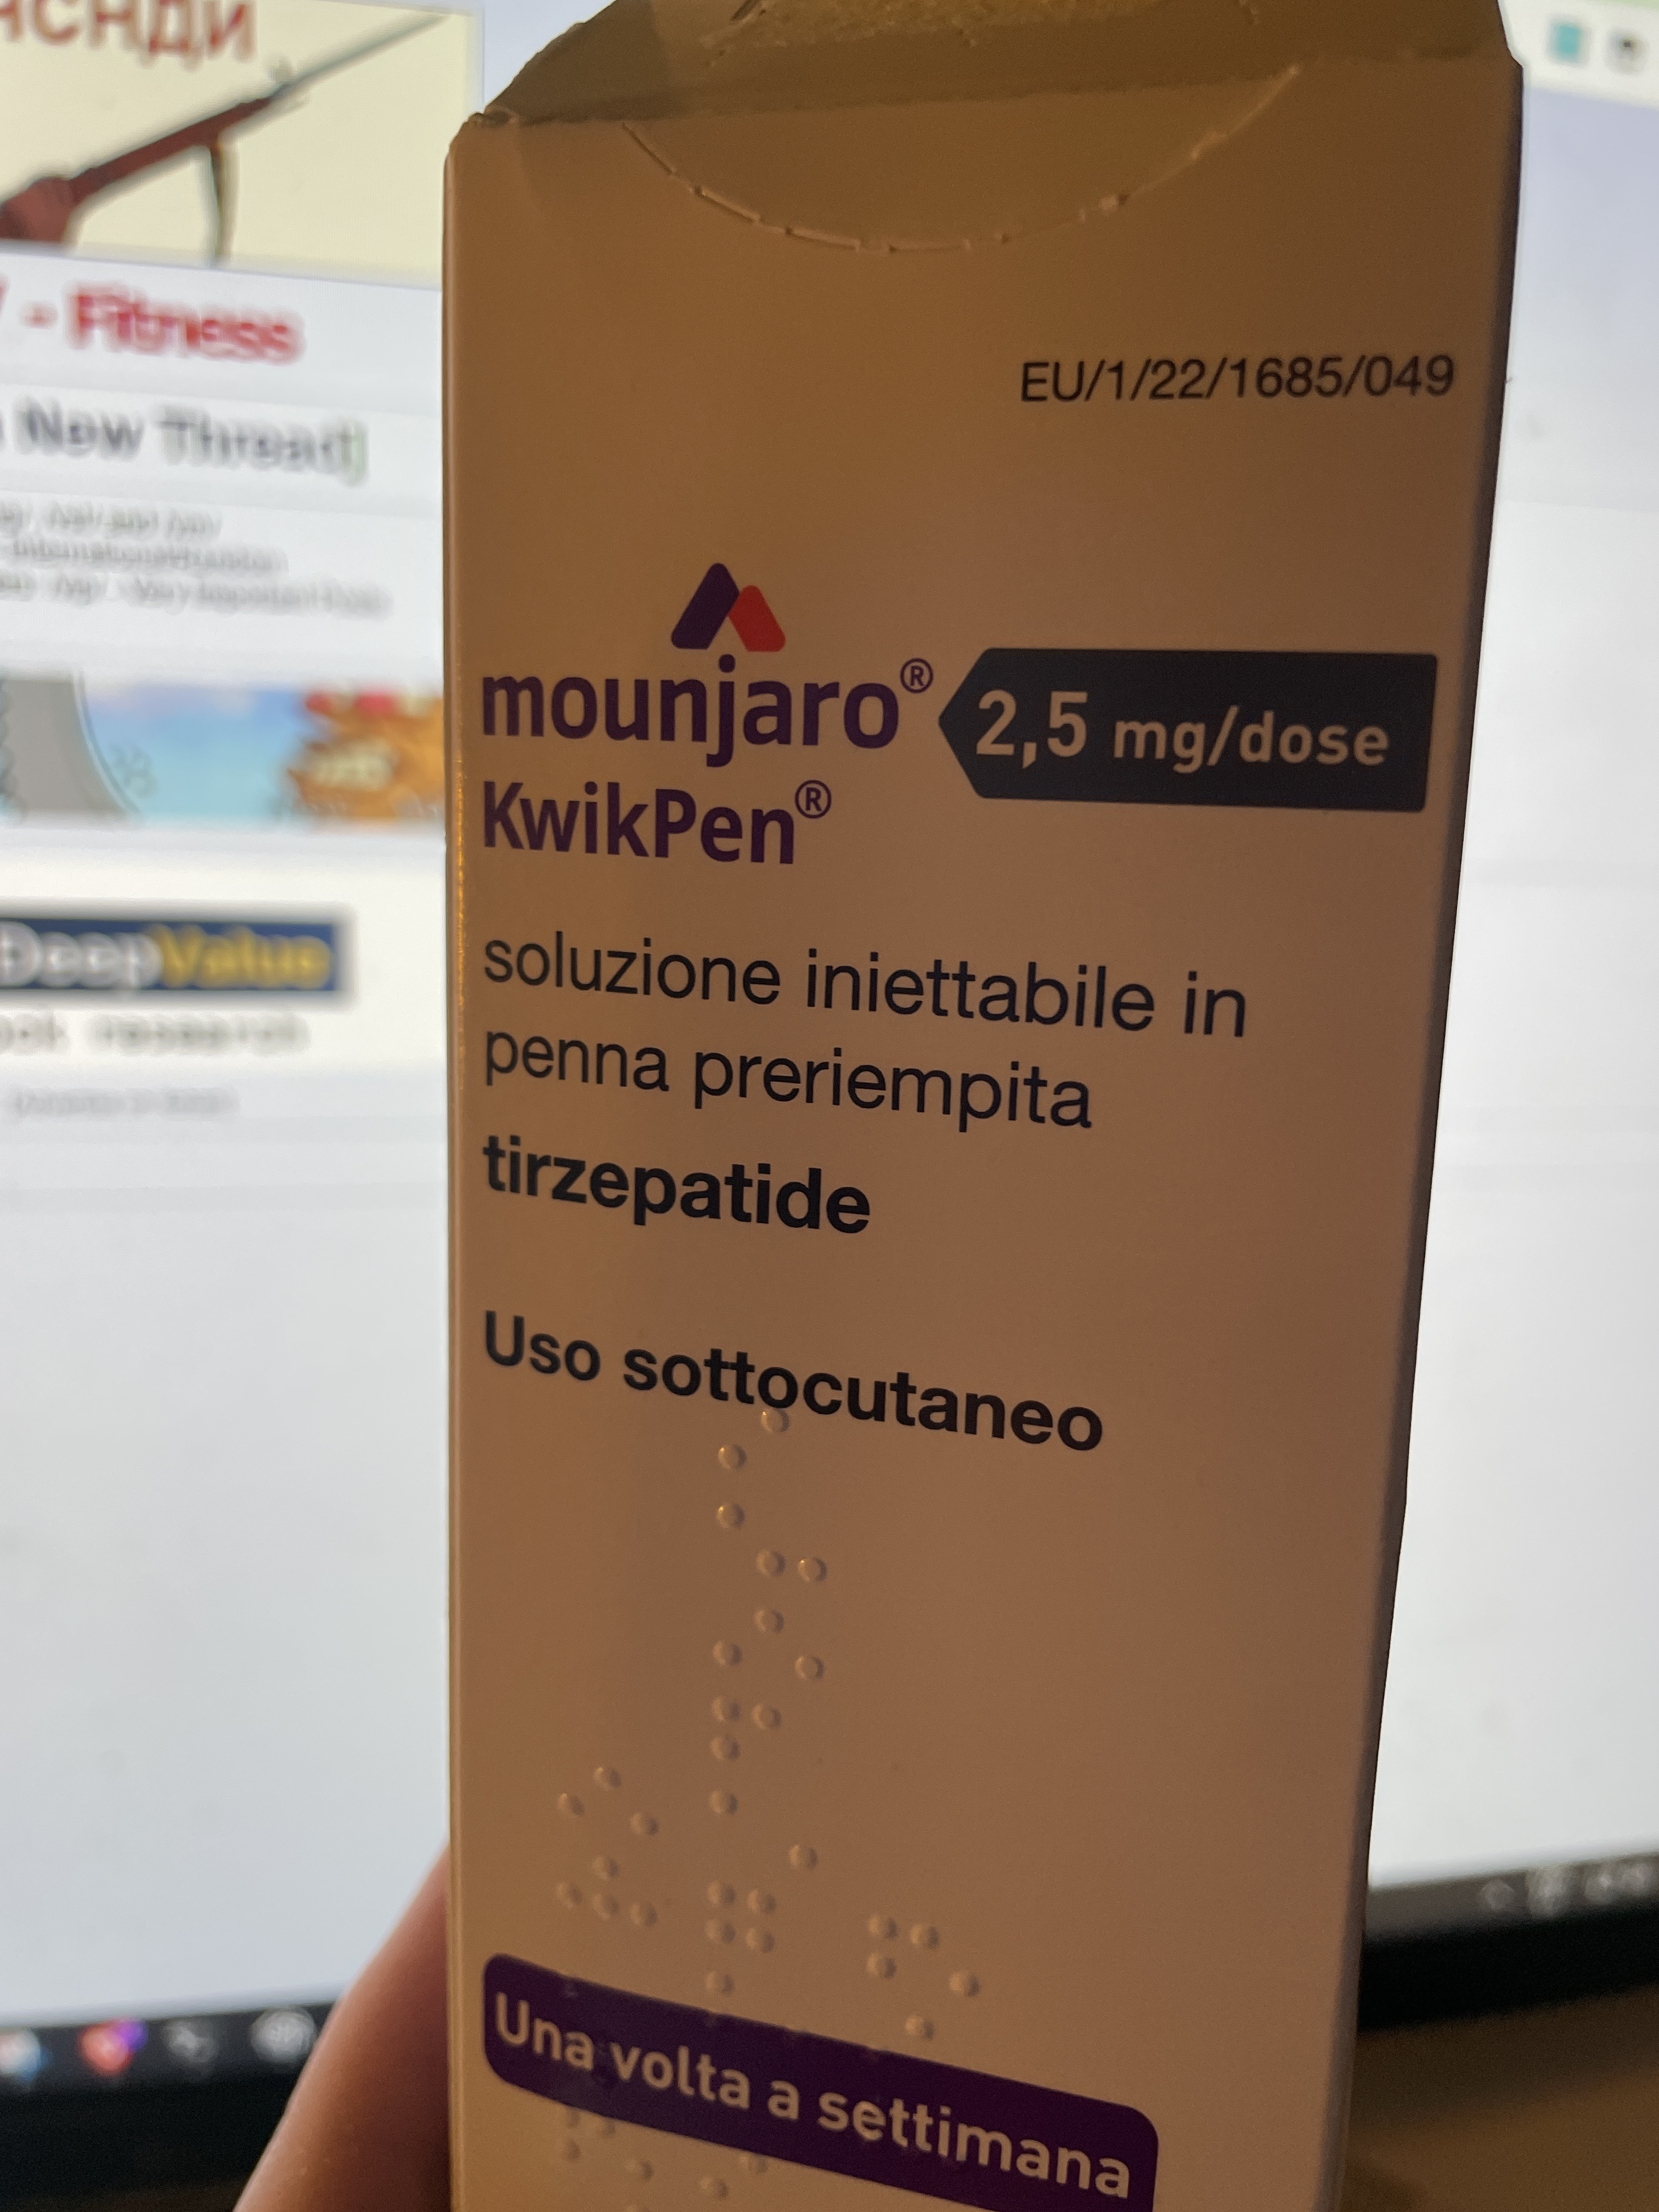 - Fitness
New Thread]
DeepValue
EU/1/22/1685/049
mounjaro® 2,5 mg/dose
KwikPen®
soluzione iniettabile in
penna preriempita
tirzepatide
Uso sottocutaneo
Una volta a settimana